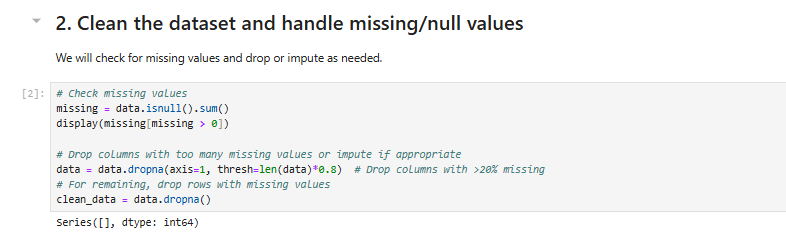 2. Clean the dataset and handle missing/null values
We will check for missing values and drop or impute as needed.
[2]: # Check missing values
missing = data.isnull().sum()
display(missing[missing > 0])
# Drop columns with too many missing values or impute if appropriate
data = data.dropna(axis=1, thresh=len(data)*0.8)  # Drop columns with >20% missing
# For remaining, drop rows with missing values
clean_data = data.dropna()
Series([], dtype: int64)